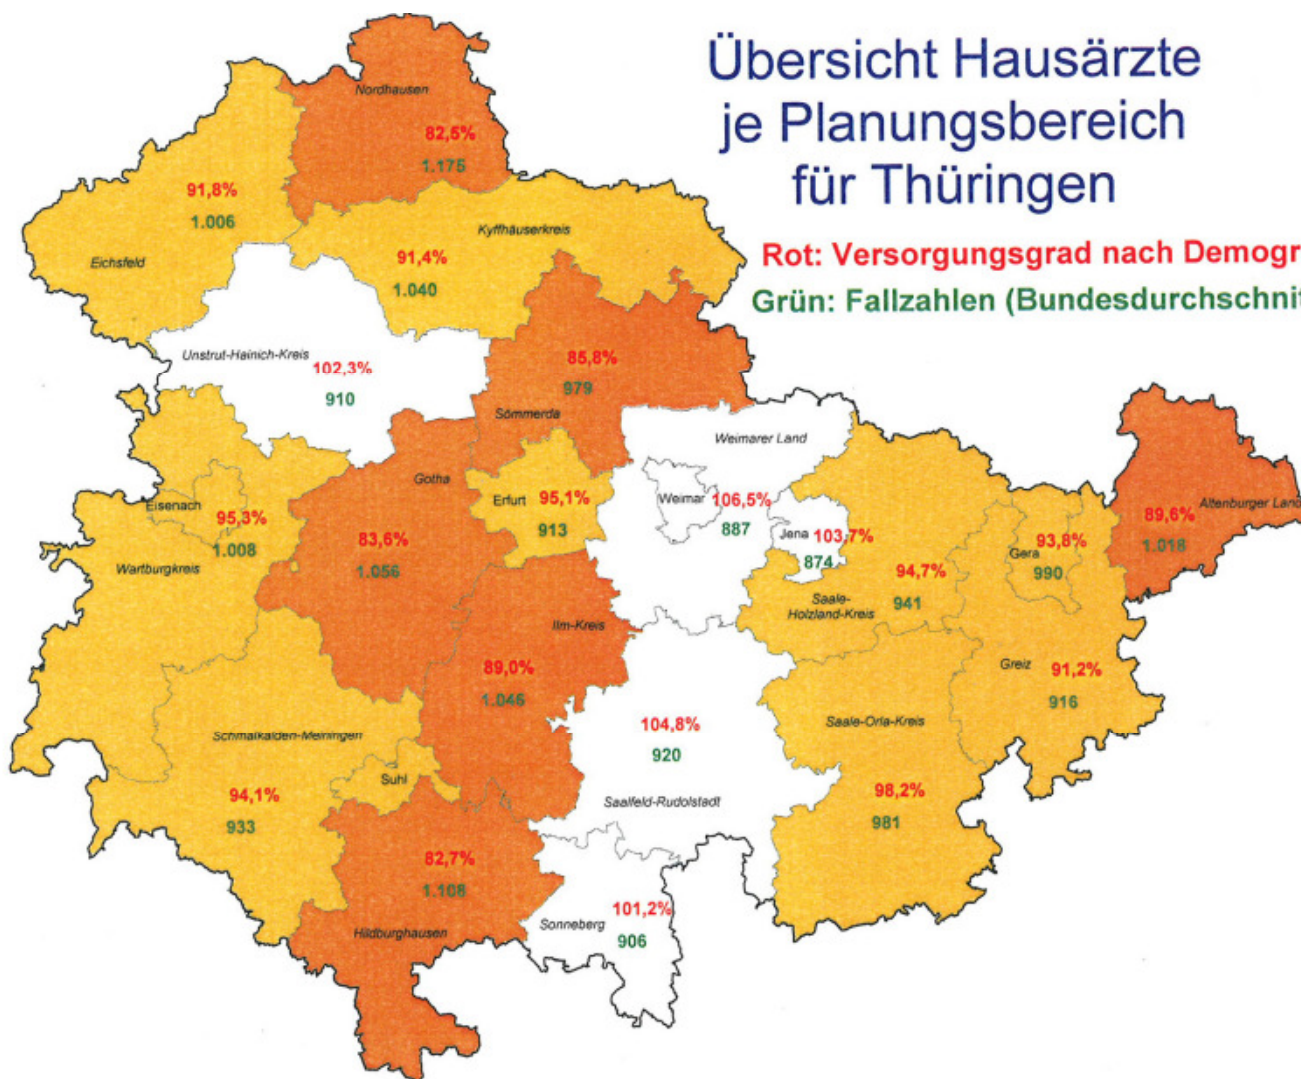 Übersicht Hausärzte
je Planungsbereich
für Thüringen
Rot: Versorgungsgrad nach Demogr
Grün: Fallzahlen (Bundesdurchschnit
Nordhausen
82,5%
1.175
91,8%
1.006
Eichsfeld
Kyffhäuserkreis
91,4%
1.040
Unstrut-Hainich-Kreis
102,3%
910
85,8%
979
Sömmerda
Weimarer Land
Weimar
106,5%
887
Jena
103,7%
874
Gotha
83,6%
1.056
Erfurt
95,1%
913
Eisenach
95,3%
1.008
Wartburgkreis
94,7%
941
Saale-
Holzland-Kreis
93,8%
Gera
990
Altenburger Land
89,6%
1.018
Ilm-Kreis
89,0%
1.046
Greiz
91,2%
916
Schmalkalden-Meiningen
Suhl
94,1%
933
104,8%
920
Saalfeld-Rudolstadt
Saale-Orla-Kreis
98,2%
981
82,7%
1.108
Hildburghausen
Sonneberg
101,2%
906